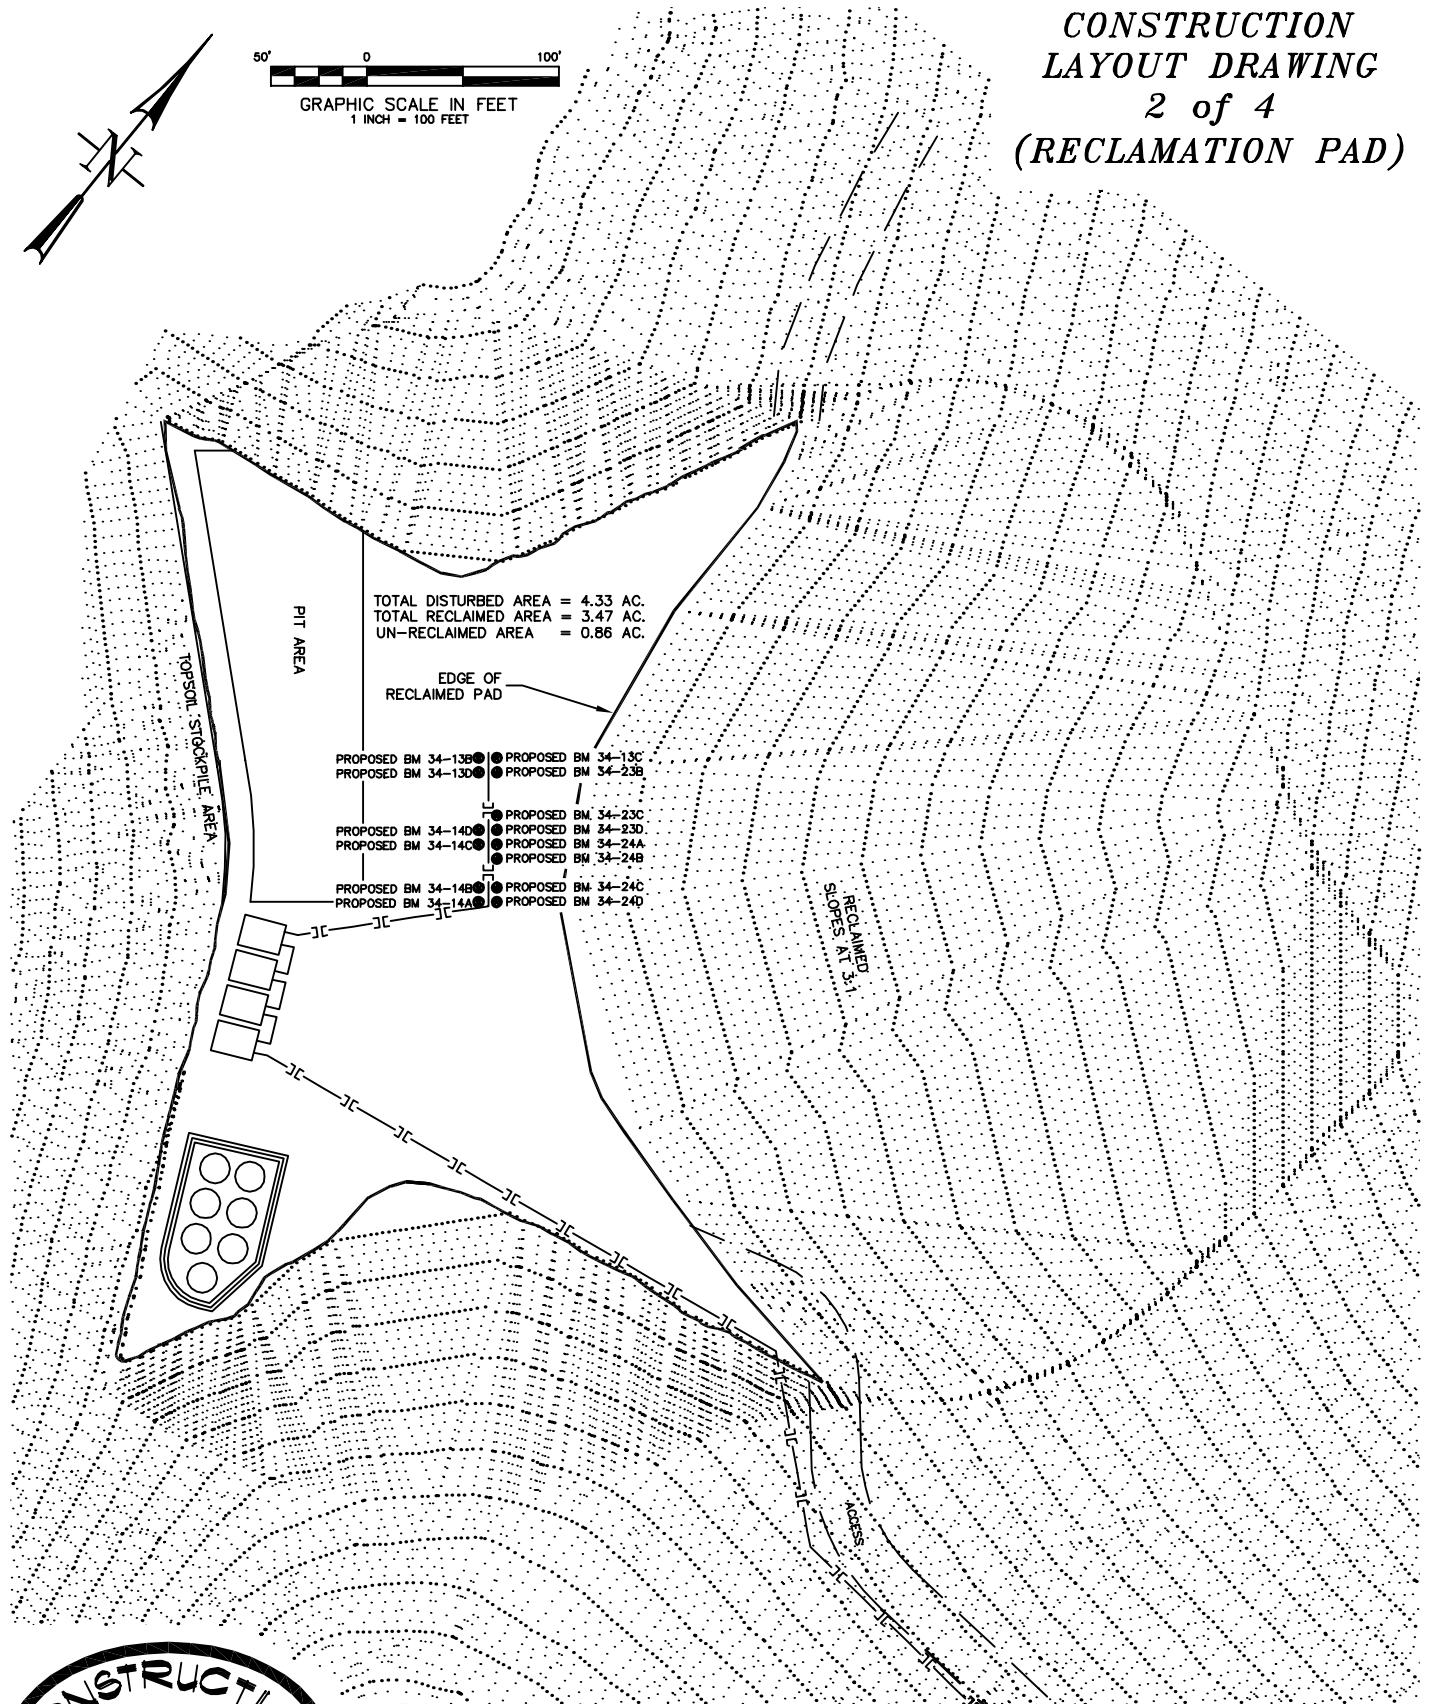 CONSTRUCTION
LAYOUT DRAWING
2 of 4
(RECLAMATION PAD)
50' 0 100'
GRAPHIC SCALE IN FEET
1 INCH = 100 FEET
N
TOTAL DISTURBED AREA = 4.33 AC.
TOTAL RECLAIMED AREA = 3.47 AC.
UN-RECLAIMED AREA = 0.86 AC.
PIT AREA
TOPSOIL STOCKPILE AREA
EDGE OF
RECLAIMED PAD
PROPOSED BM 34-13B PROPOSED BM 34-13C
PROPOSED BM 34-13D PROPOSED BM 34-23B
PROPOSED BM 34-23C
PROPOSED BM 34-14D PROPOSED BM 34-23D
PROPOSED BM 34-14C PROPOSED BM 34-24A
PROPOSED BM 34-24B
PROPOSED BM 34-14B PROPOSED BM 34-24C
PROPOSED BM 34-14A PROPOSED BM 34-24D
RECLAIMED
SLOPES AT 3:1
ACCESS